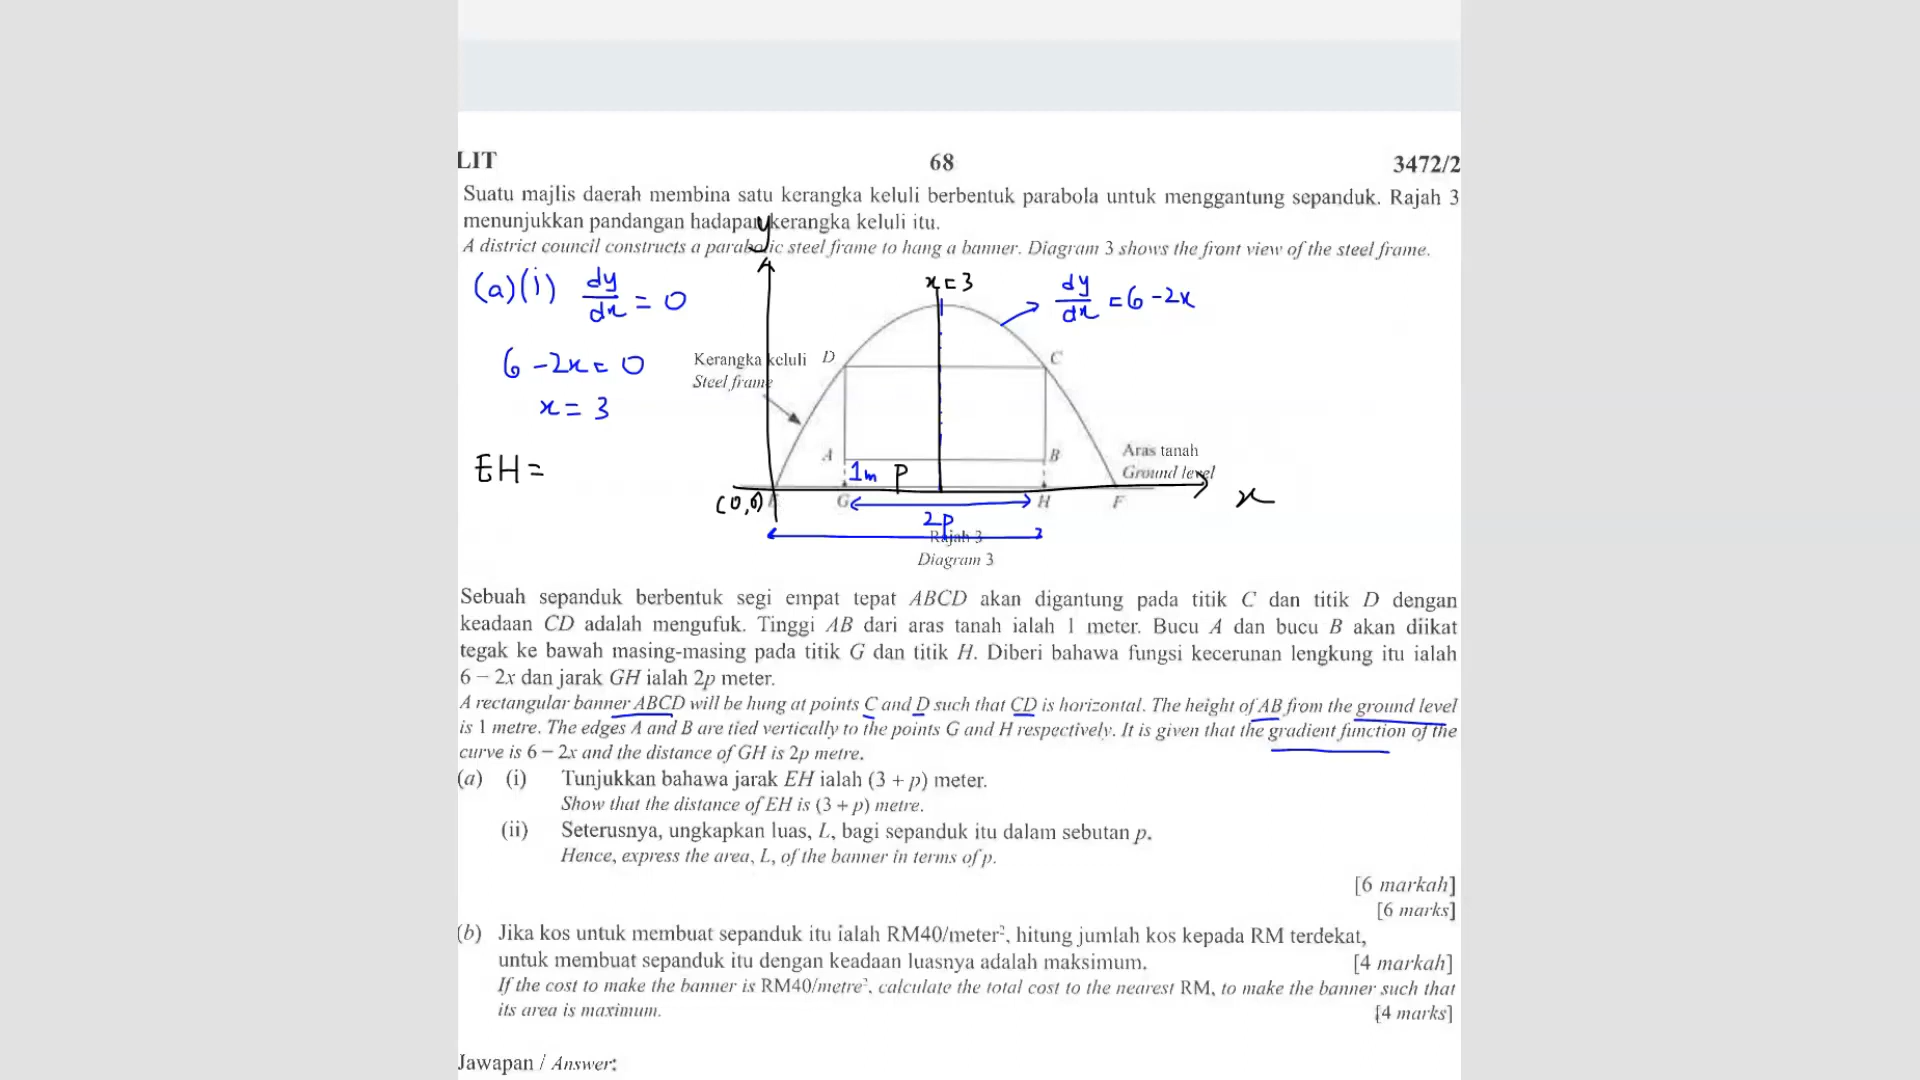 LIT 68 3472/2
Suatu majlis daerah membina satu kerangka keluli berbentuk parabola untuk menggantung sepanduk. Rajah 3
menunjukkan pandangan hadapan kerangka keluli itu.
y
A district council constructs a parabolic steel frame to hang a banner. Diagram 3 shows the front view of the steel frame.
(a)(i) dy/dx = 0
x = 3
dy/dx = 6 - 2x
6 - 2x = 0
Kerangka keluli D C
Steel frame
x = 3
A B Aras tanah
EH = 1m P Ground level
(0,0) G H F x
2p
Rajah 3
Diagram 3
Sebuah sepanduk berbentuk segi empat tepat ABCD akan digantung pada titik C dan titik D dengan
keadaan CD adalah mengufuk. Tinggi AB dari aras tanah ialah 1 meter. Bucu A dan bucu B akan diikat
tegak ke bawah masing-masing pada titik G dan titik H. Diberi bahawa fungsi kecerunan lengkung itu ialah
6 − 2x dan jarak GH ialah 2p meter.
A rectangular banner ABCD will be hung at points C and D such that CD is horizontal. The height of AB from the ground level
is 1 metre. The edges A and B are tied vertically to the points G and H respectively. It is given that the gradient function of the
curve is 6 − 2x and the distance of GH is 2p metre.
(a) (i) Tunjukkan bahawa jarak EH ialah (3 + p) meter.
Show that the distance of EH is (3 + p) metre.
(ii) Seterusnya, ungkapkan luas, L, bagi sepanduk itu dalam sebutan p.
Hence, express the area, L, of the banner in terms of p.
[6 markah]
[6 marks]
(b) Jika kos untuk membuat sepanduk itu ialah RM40/meter², hitung jumlah kos kepada RM terdekat,
untuk membuat sepanduk itu dengan keadaan luasnya adalah maksimum. [4 markah]
If the cost to make the banner is RM40/metre², calculate the total cost to the nearest RM, to make the banner such that
its area is maximum. [4 marks]
Jawapan / Answer: